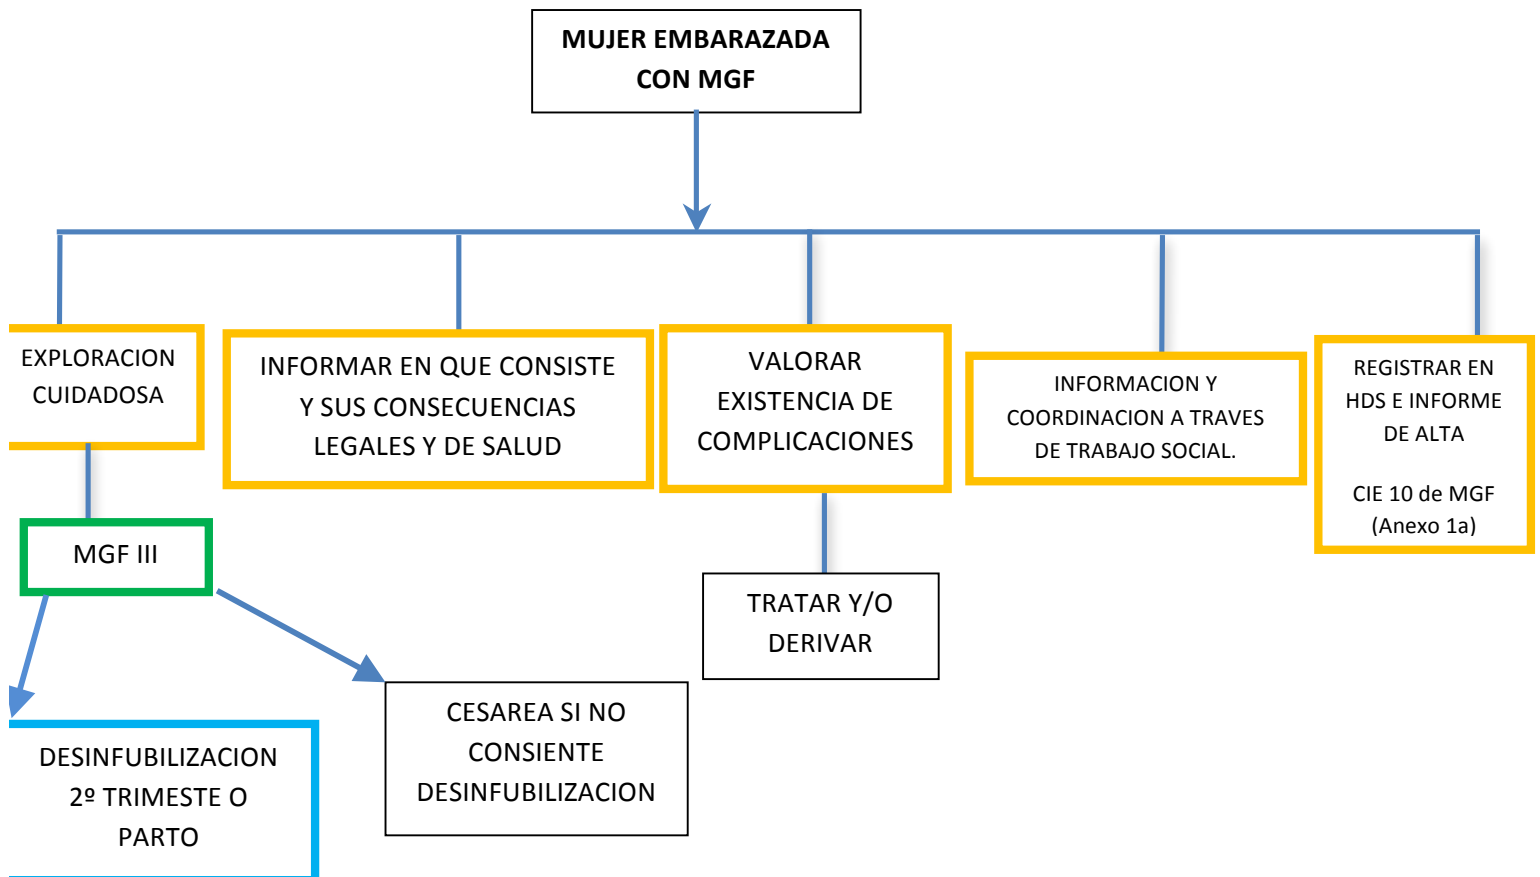 MUJER EMBARAZADA
CON MGF
EXPLORACION
CUIDADOSA
INFORMAR EN QUE CONSISTE
Y SUS CONSECUENCIAS
LEGALES Y DE SALUD
VALORAR
EXISTENCIA DE
COMPLICACIONES
INFORMACION Y
COORDINACION A TRAVES
DE TRABAJO SOCIAL.
REGISTRAR EN
HDS E INFORME
DE ALTA
CIE 10 de MGF
(Anexo 1a)
MGF III
TRATAR Y/O
DERIVAR
DESINFUBILIZACION
2º TRIMESTE O
PARTO
CESAREA SI NO
CONSIENTE
DESINFUBILIZACION